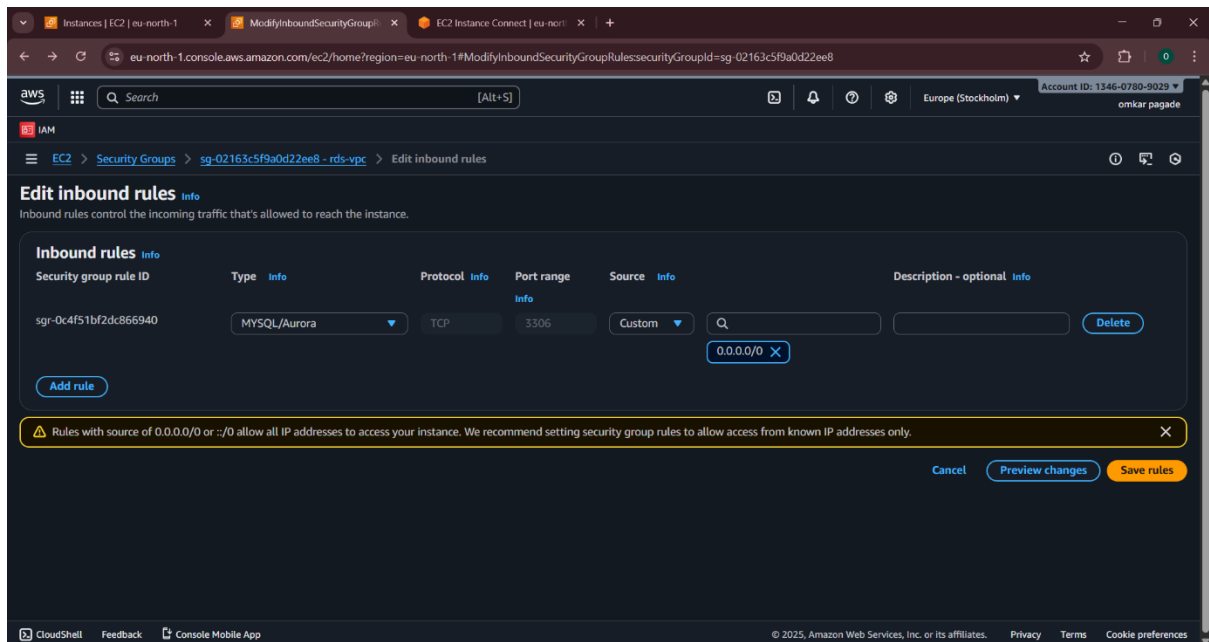 Instances | EC2 | eu-north-1
ModifyInboundSecurityGroupR
EC2 Instance Connect | eu-nort
eu-north-1.console.aws.amazon.com/ec2/home?region=eu-north-1#ModifyInboundSecurityGroupRules:securityGroupId=sg-02163c5f9a0d22ee8
aws
Search [Alt+S]
Europe (Stockholm)
Account ID: 1346-0780-9029
omkar pagade
IAM
EC2 > Security Groups > sg-02163c5f9a0d22ee8 - rds-vpc > Edit inbound rules
Edit inbound rules Info
Inbound rules control the incoming traffic that's allowed to reach the instance.
Inbound rules Info
Security group rule ID Type Info Protocol Info Port range Info Source Info Description - optional Info
sgr-0c4f51bf2dc866940 MYSQL/Aurora TCP 3306 Custom Delete
0.0.0.0/0
Add rule
Rules with source of 0.0.0.0/0 or ::/0 allow all IP addresses to access your instance. We recommend setting security group rules to allow access from known IP addresses only.
Cancel Preview changes Save rules
CloudShell Feedback Console Mobile App © 2025, Amazon Web Services, Inc. or its affiliates. Privacy Terms Cookie preferences